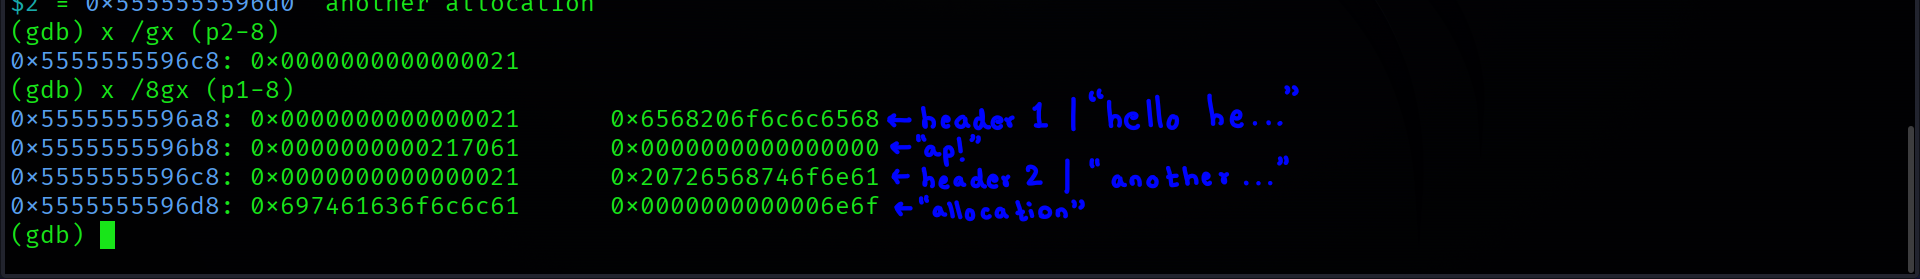 $2 = 0x5555555596d0 "another allocation"
(gdb) x /gx (p2-8)
0x5555555596c8: 0x0000000000000021
(gdb) x /8gx (p1-8)
0x5555555596a8: 0x0000000000000021 0x6568206f6c6c6568 ← header 1 | "hello he..."
0x5555555596b8: 0x0000000000217061 0x0000000000000000 ← "ap!"
0x5555555596c8: 0x0000000000000021 0x20726568746f6e61 ← header 2 | "another ..."
0x5555555596d8: 0x697461636f6c6c61 0x0000000000006e6f ← "allocation"
(gdb)